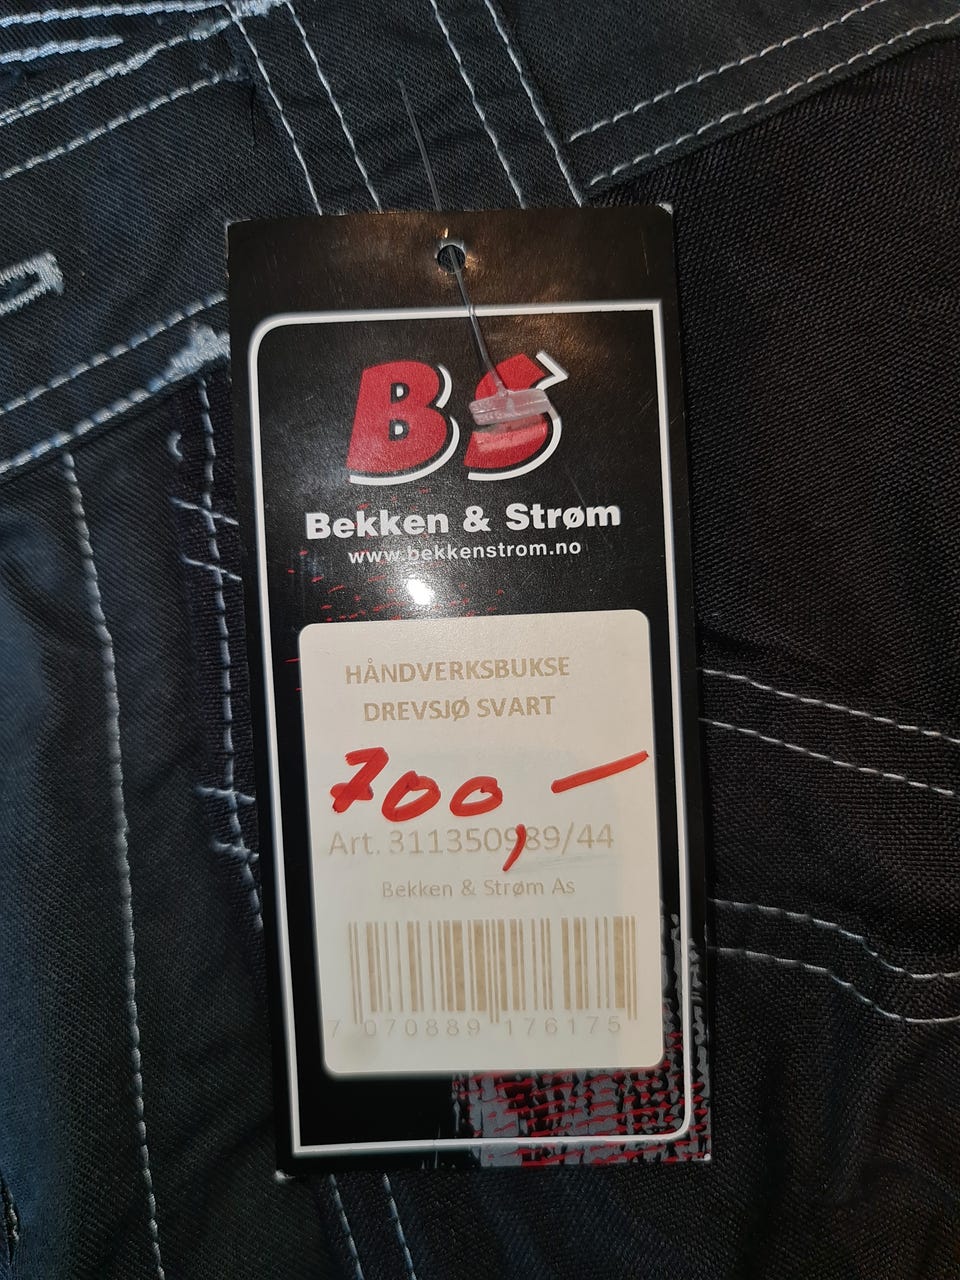 BS
Bekken & Strøm
www.bekkenstrom.no
HÅNDVERKSBUKSE
DREVSJØ SVART
700,-
Art. 311350989/44
Bekken & Strøm As
7 070889 176175